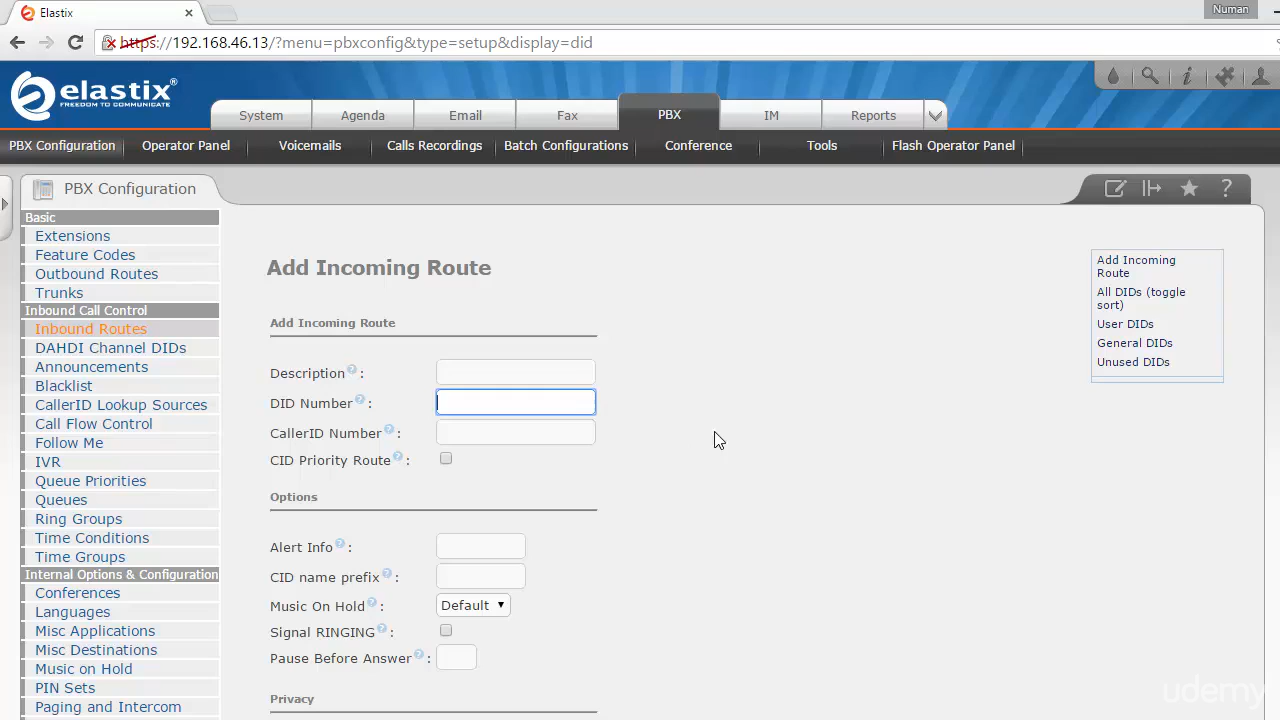 Elastix
Numan
https://192.168.46.13/?menu=pbxconfig&type=setup&display=did
elastix®
FREEDOM TO COMMUNICATE
System Agenda Email Fax PBX IM Reports
PBX Configuration Operator Panel Voicemails Calls Recordings Batch Configurations Conference Tools Flash Operator Panel
PBX Configuration
Basic
Extensions
Feature Codes
Outbound Routes
Trunks
Inbound Call Control
Inbound Routes
DAHDI Channel DIDs
Announcements
Blacklist
CallerID Lookup Sources
Call Flow Control
Follow Me
IVR
Queue Priorities
Queues
Ring Groups
Time Conditions
Time Groups
Internal Options & Configuration
Conferences
Languages
Misc Applications
Misc Destinations
Music on Hold
PIN Sets
Paging and Intercom
Add Incoming Route
Add Incoming Route
Description? :
DID Number? :
CallerID Number? :
CID Priority Route? :
Options
Alert Info? :
CID name prefix? :
Music On Hold? : Default
Signal RINGING? :
Pause Before Answer? :
Privacy
Add Incoming
Route
All DIDs (toggle
sort)
User DIDs
General DIDs
Unused DIDs
udemy